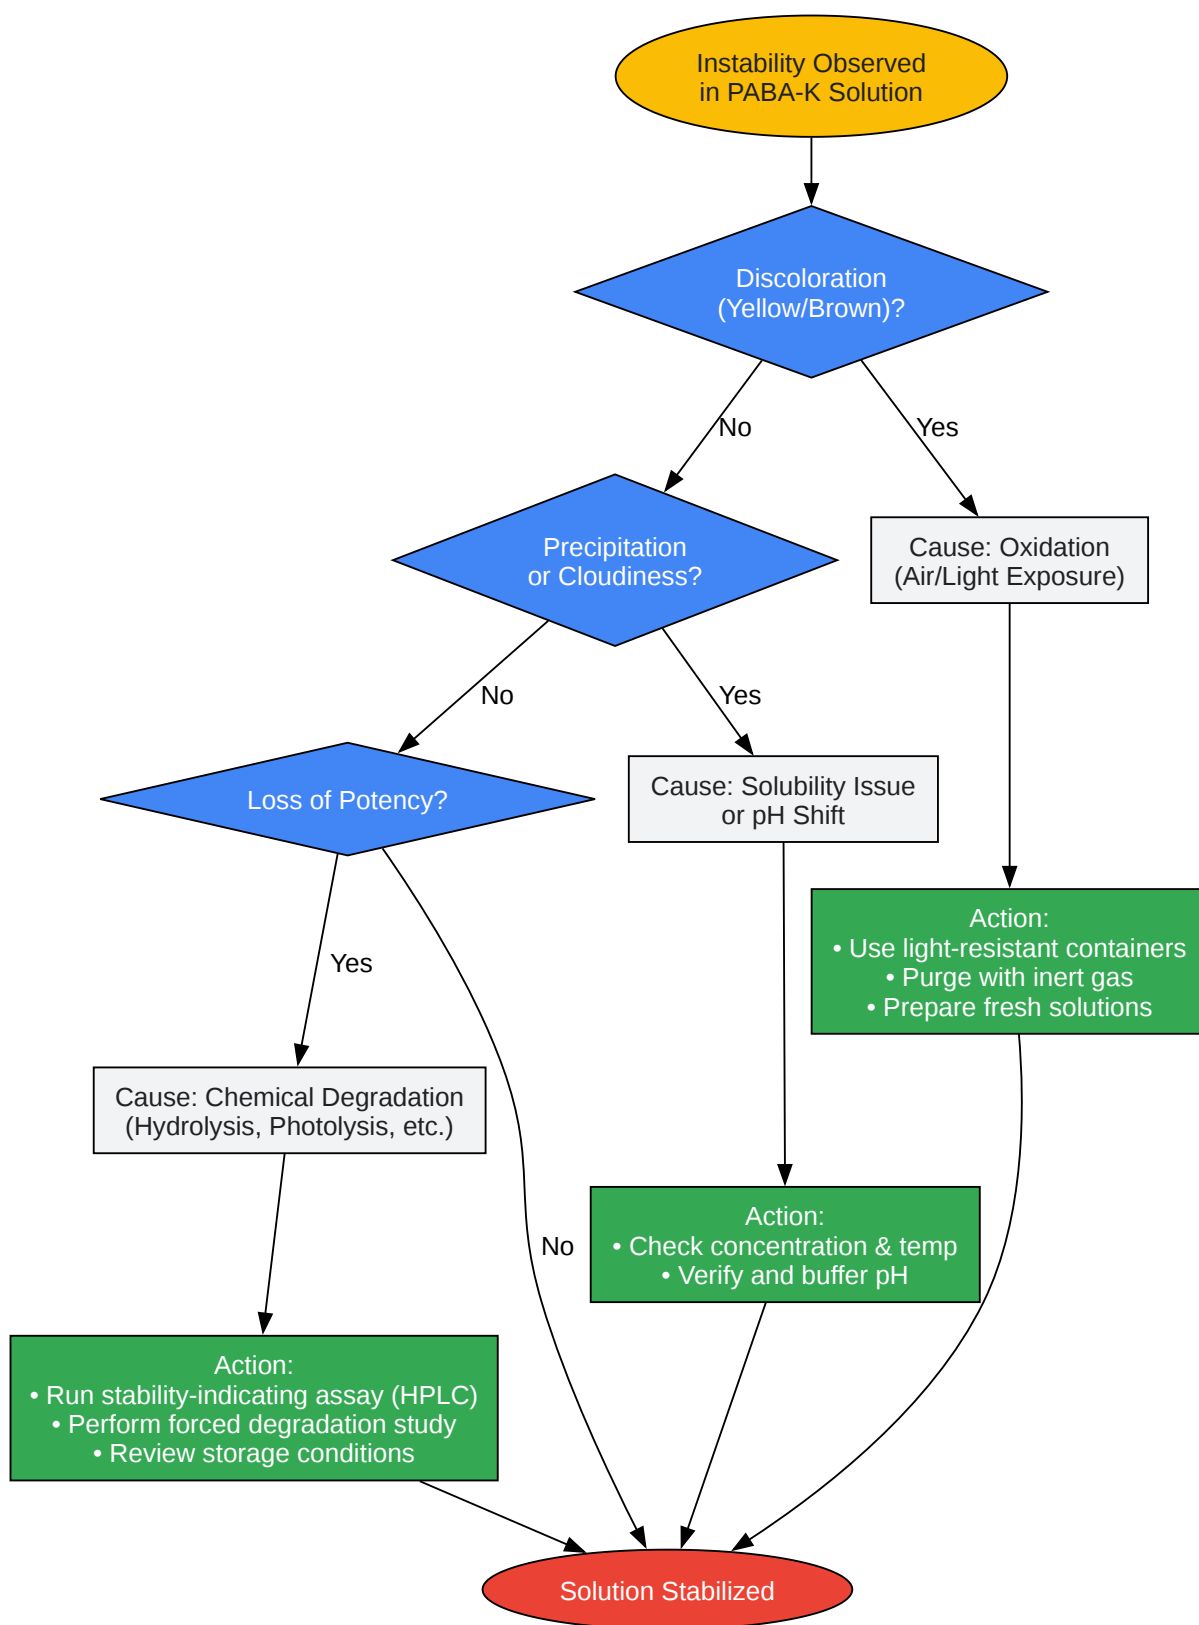 Instability Observed
in PABA-K Solution
Discoloration
(Yellow/Brown)?
No
Yes
Precipitation
or Cloudiness?
Cause: Oxidation
(Air/Light Exposure)
No
Yes
Loss of Potency?
Cause: Solubility Issue
or pH Shift
Action:
• Use light-resistant containers
• Purge with inert gas
• Prepare fresh solutions
Yes
Cause: Chemical Degradation
(Hydrolysis, Photolysis, etc.)
No
Action:
• Check concentration & temp
• Verify and buffer pH
Action:
• Run stability-indicating assay (HPLC)
• Perform forced degradation study
• Review storage conditions
Solution Stabilized